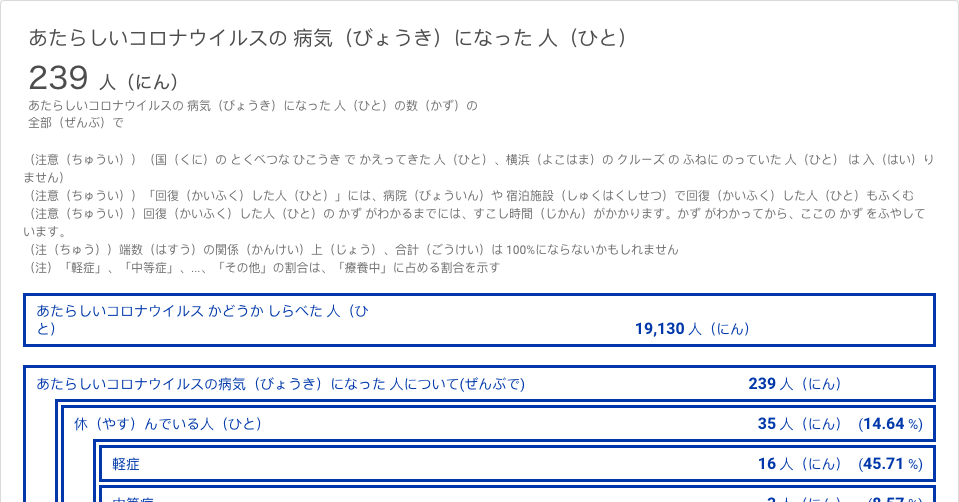 あたらしいコロナウイルスの 病気（びょうき）になった 人（ひと）
239 人（にん）
あたらしいコロナウイルスの 病気（びょうき）になった 人（ひと）の数（かず）の
全部（ぜんぶ）で
（注意（ちゅうい））（国（くに）の とくべつな ひこうき で かえってきた 人（ひと）、横浜（よこはま）の クルーズ の ふねに のっていた 人（ひと） は 入（はい）り
ません）
（注意（ちゅうい））「回復（かいふく）した人（ひと）」には、病院（びょういん）や 宿泊施設（しゅくはくしせつ）で回復（かいふく）した人（ひと）もふくむ
（注意（ちゅうい））回復（かいふく）した人（ひと）の かず がわかるまでには、すこし時間（じかん）がかかります。かず がわかってから、ここの かず をふやして
います。
（注（ちゅう））端数（はすう）の関係（かんけい）上（じょう）、合計（ごうけい）は 100%にならないかもしれません
（注）「軽症」、「中等症」、...、「その他」の割合は、「療養中」に占める割合を示す
あたらしいコロナウイルス かどうか しらべた 人（ひ
と） 19,130 人（にん）
あたらしいコロナウイルスの病気（びょうき）になった 人について(ぜんぶで) 239 人（にん）
休（やす）んでいる人（ひと） 35 人（にん） (14.64 %)
軽症 16 人（にん） (45.71 %)
中等症 3 人（にん） (8.57 %)